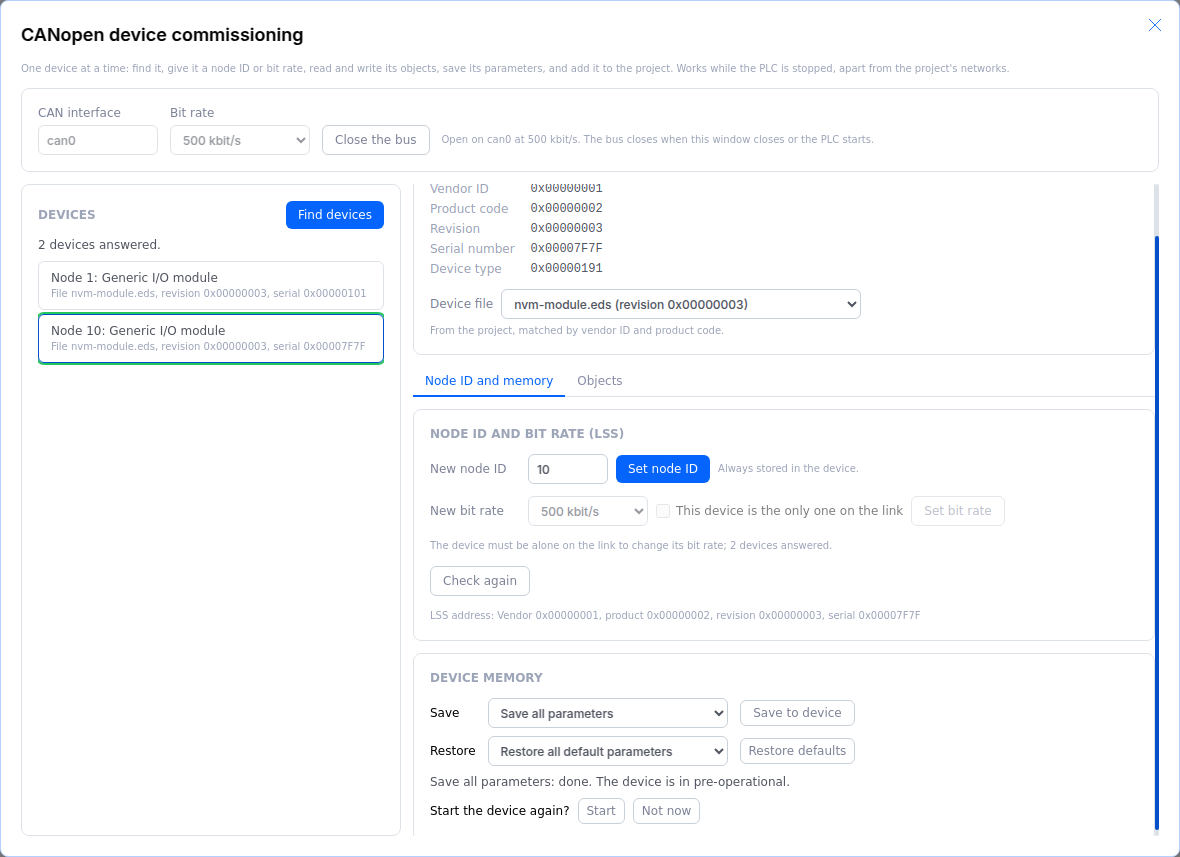 CANopen device commissioning
One device at a time: find it, give it a node ID or bit rate, read and write its objects, save its parameters, and add it to the project. Works while the PLC is stopped, apart from the project's networks.
CAN interface
Bit rate
can0
500 kbit/s
Close the bus
Open on can0 at 500 kbit/s. The bus closes when this window closes or the PLC starts.
DEVICES
Find devices
2 devices answered.
Node 1: Generic I/O module
File nvm-module.eds, revision 0x00000003, serial 0x00000101
Node 10: Generic I/O module
File nvm-module.eds, revision 0x00000003, serial 0x00007F7F
Vendor ID 0x00000001
Product code 0x00000002
Revision 0x00000003
Serial number 0x00007F7F
Device type 0x00000191
Device file nvm-module.eds (revision 0x00000003)
From the project, matched by vendor ID and product code.
Node ID and memory Objects
NODE ID AND BIT RATE (LSS)
New node ID 10 Set node ID Always stored in the device.
New bit rate 500 kbit/s This device is the only one on the link Set bit rate
The device must be alone on the link to change its bit rate; 2 devices answered.
Check again
LSS address: Vendor 0x00000001, product 0x00000002, revision 0x00000003, serial 0x00007F7F
DEVICE MEMORY
Save Save all parameters Save to device
Restore Restore all default parameters Restore defaults
Save all parameters: done. The device is in pre-operational.
Start the device again? Start Not now